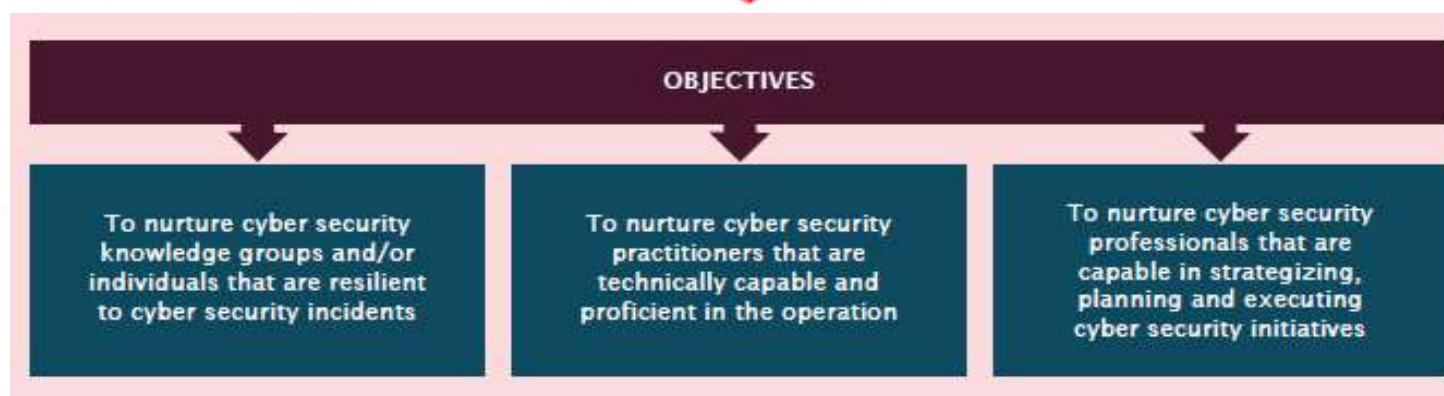 OBJECTIVES
To nurture cyber security
knowledge groups and/or
individuals that are resilient
to cyber security incidents
To nurture cyber security
practitioners that are
technically capable and
proficient in the operation
To nurture cyber security
professionals that are
capable in strategizing,
planning and executing
cyber security initiatives